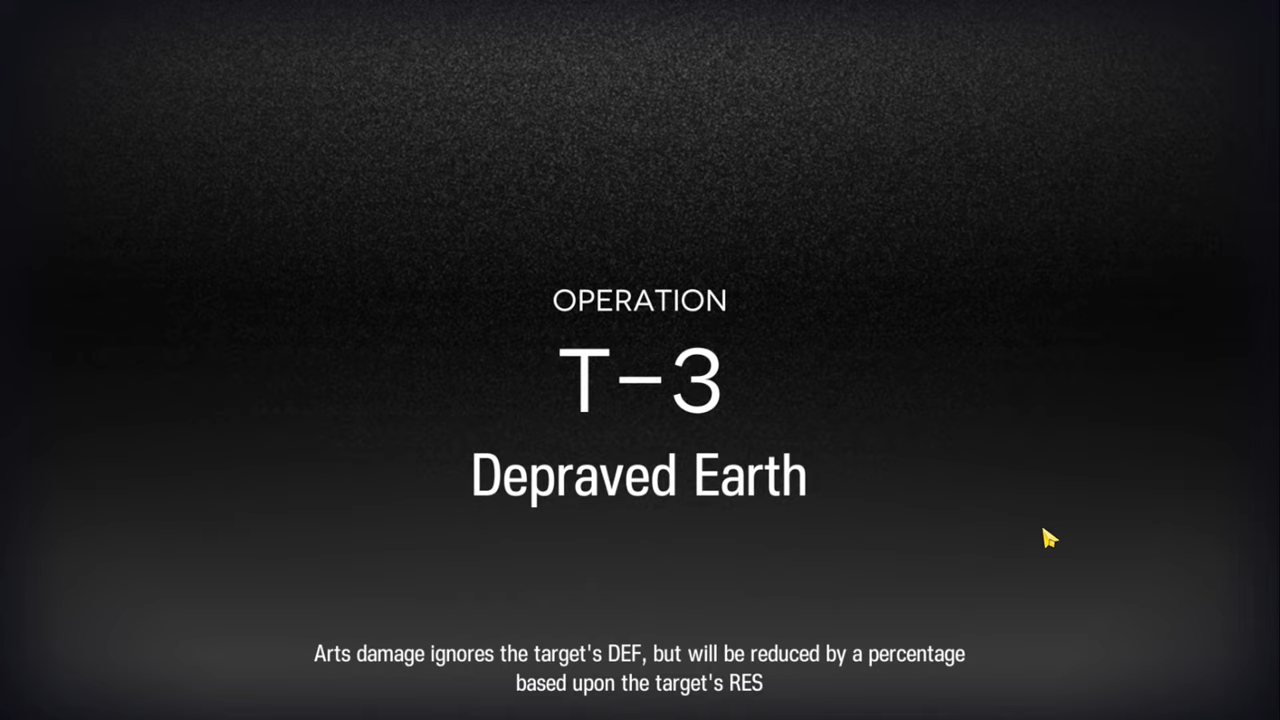 OPERATION
T-3
Depraved Earth
Arts damage ignores the target's DEF, but will be reduced by a percentage
based upon the target's RES